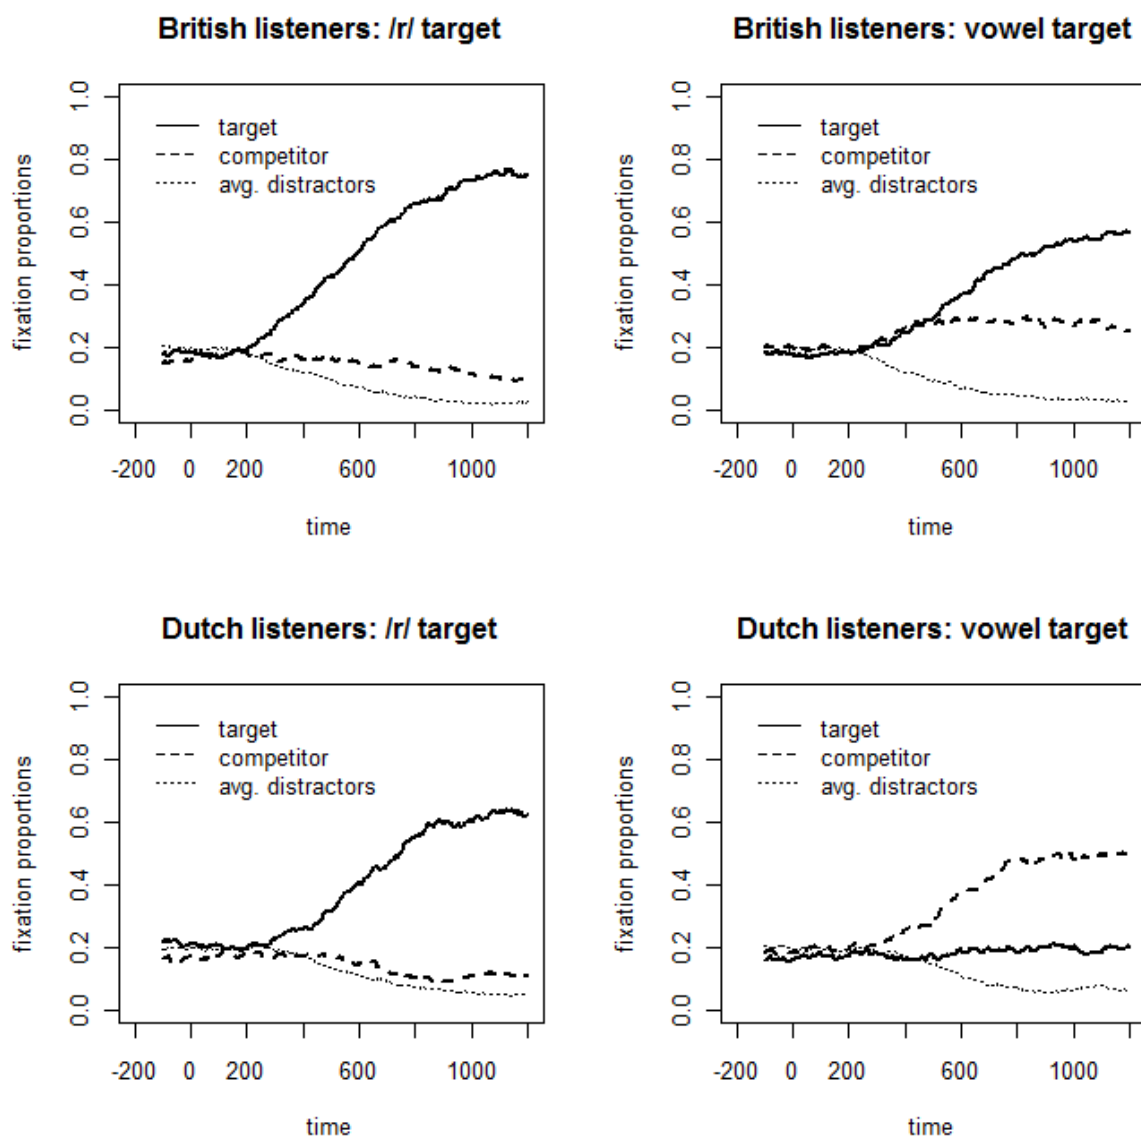 British listeners: /r/ target
fixation proportions
1.0
0.8
0.6
0.4
0.2
0.0
target
competitor
avg. distractors
-200 0 200 600 1000
time
British listeners: vowel target
fixation proportions
1.0
0.8
0.6
0.4
0.2
0.0
target
competitor
avg. distractors
-200 0 200 600 1000
time
Dutch listeners: /r/ target
fixation proportions
1.0
0.8
0.6
0.4
0.2
0.0
target
competitor
avg. distractors
-200 0 200 600 1000
time
Dutch listeners: vowel target
fixation proportions
1.0
0.8
0.6
0.4
0.2
0.0
target
competitor
avg. distractors
-200 0 200 600 1000
time